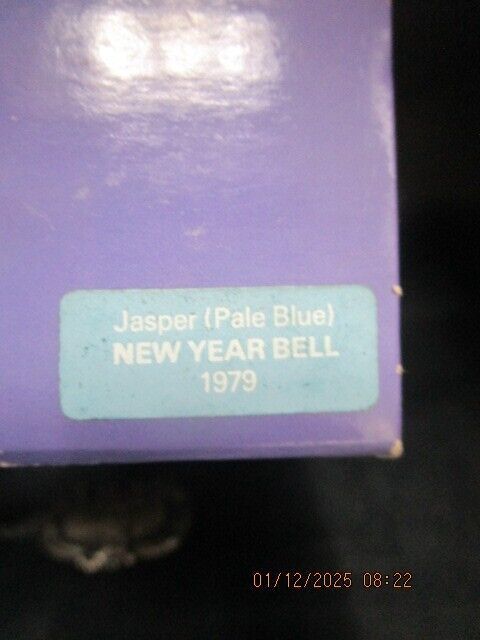 Jasper (Pale Blue)
NEW YEAR BELL
1979
01/12/2025 08:22